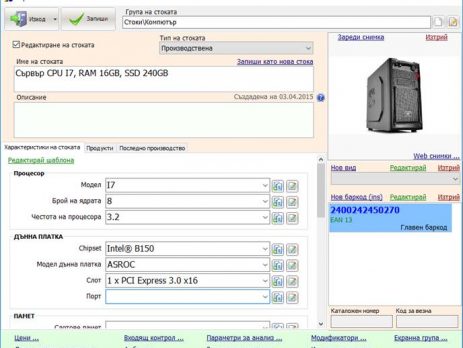 Изход
Запиши
Група на стоката
Стоки\Компютър
Редактиране на стоката
Тип на стоката
Производствена
Зареди снимка
Изтрий
Име на стоката
Запиши като нова стока
Сървър CPU I7, RAM 16GB, SSD 240GB
Описание
Създадена на 03.04.2015
Web снимки ...
Характеристики на стоката
Продукти
Последно производство
Редактирай шаблона
Нов вид
Редактирай
Изтрий
Процесор
Модел
I7
Брой на ядрата
8
Честота на процесора
3.2
Нов баркод (ins)
Редактирай
Изтрий
2400242450270
EAN 13
Главен баркод
ДЪННА ПЛАТКА
Chipset
Intel® B150
Модел дънна платка
ASROC
Слот
1 x PCI Express 3.0 x16
Порт
Каталожен номер
Код за везна
ПАНЕТ
Цени ...
Входящ контрол ...
Параметри за анализ ...
Модификатори ...
Екранна група ...